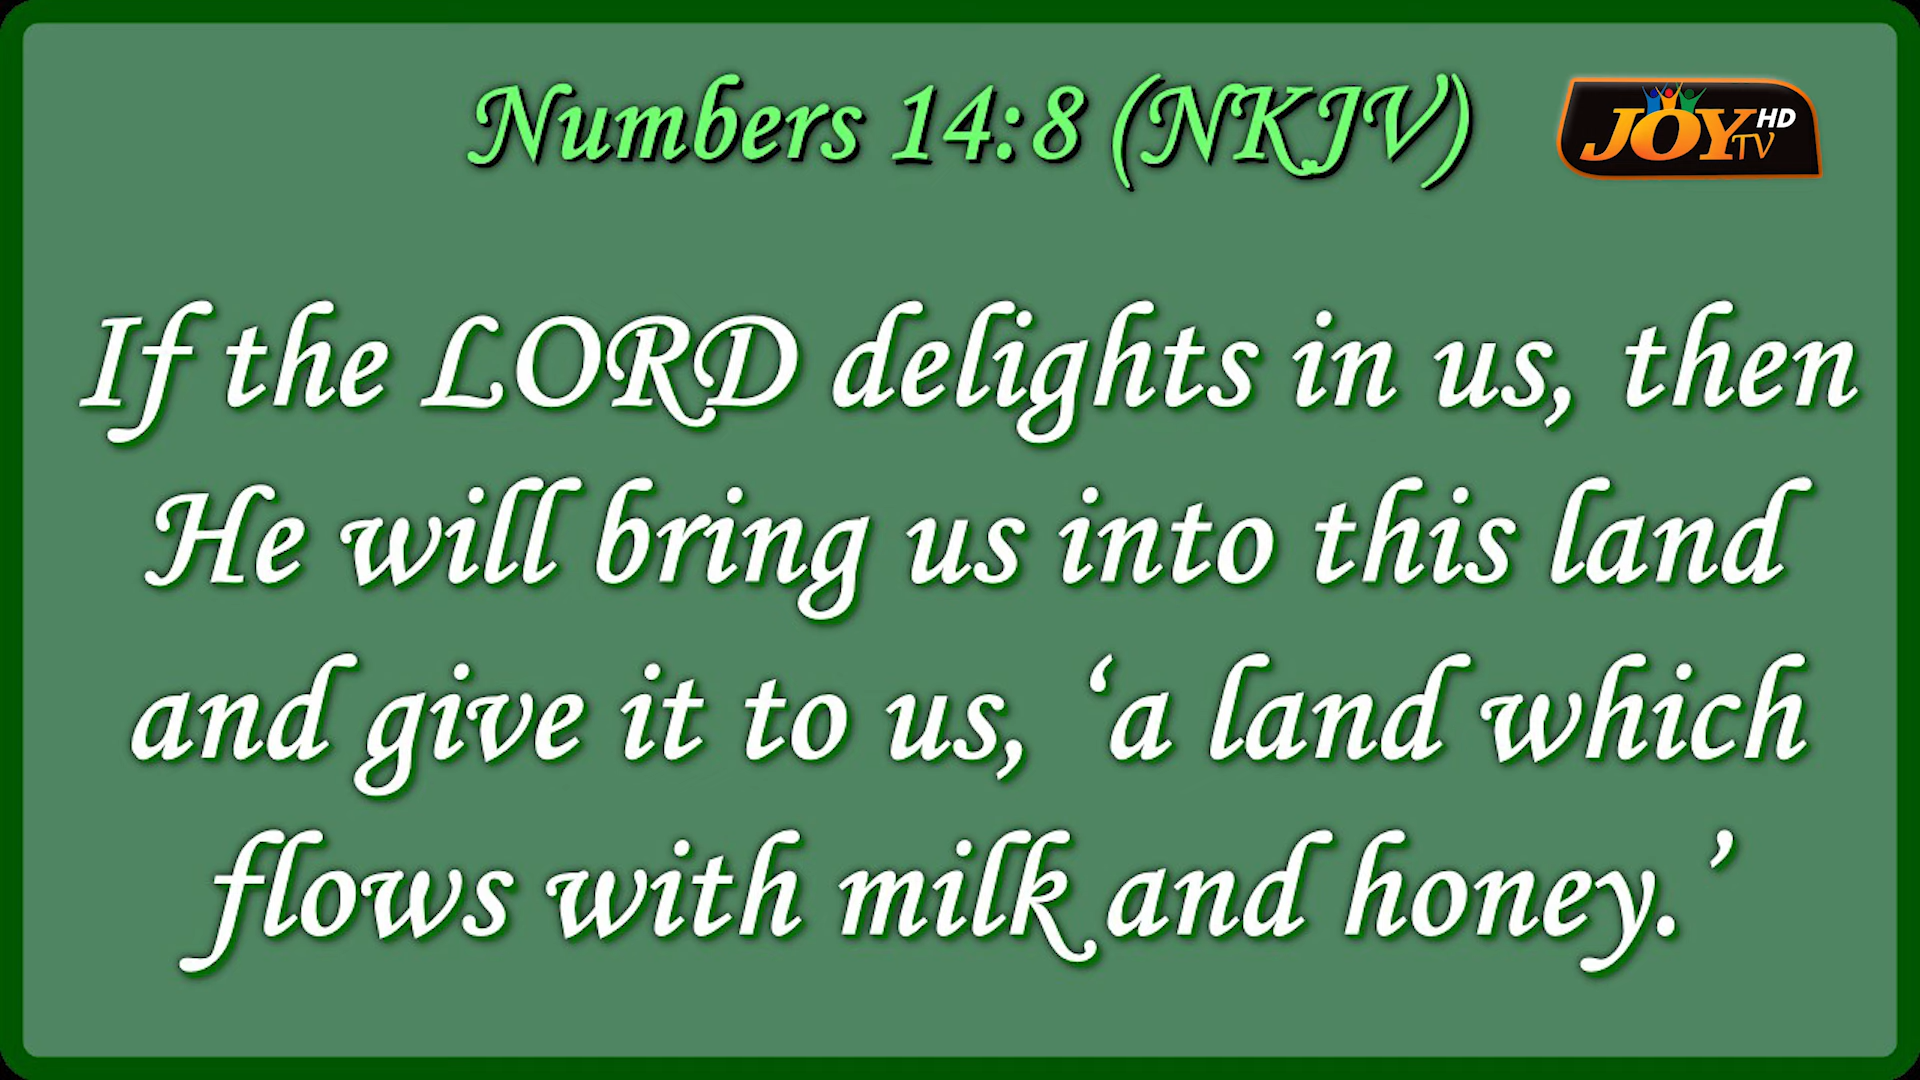 Numbers 14:8 (NKJV)
JOY TV HD
If the LORD delights in us, then
He will bring us into this land
and give it to us, ‘a land which
flows with milk and honey.’